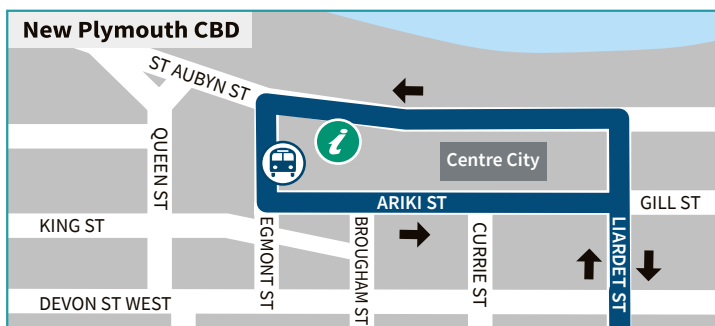 New Plymouth CBD
ST AUBYN ST
i
Centre City
QUEEN ST
ARIKI ST
GILL ST
KING ST
EGMONT ST
BROUGHAM ST
CURRIE ST
LIARDET ST
DEVON ST WEST